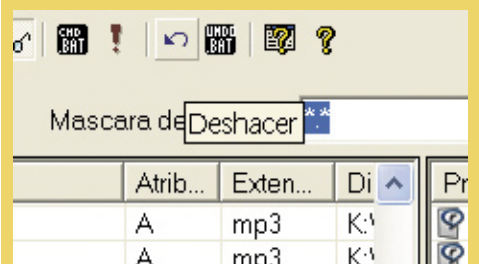 CMD BAT ! UNDO BAT ? ?
Mascara de Deshacer *.*
Atrib... Exten... Di Pr
A mp3 K:\
A mp3 K:\